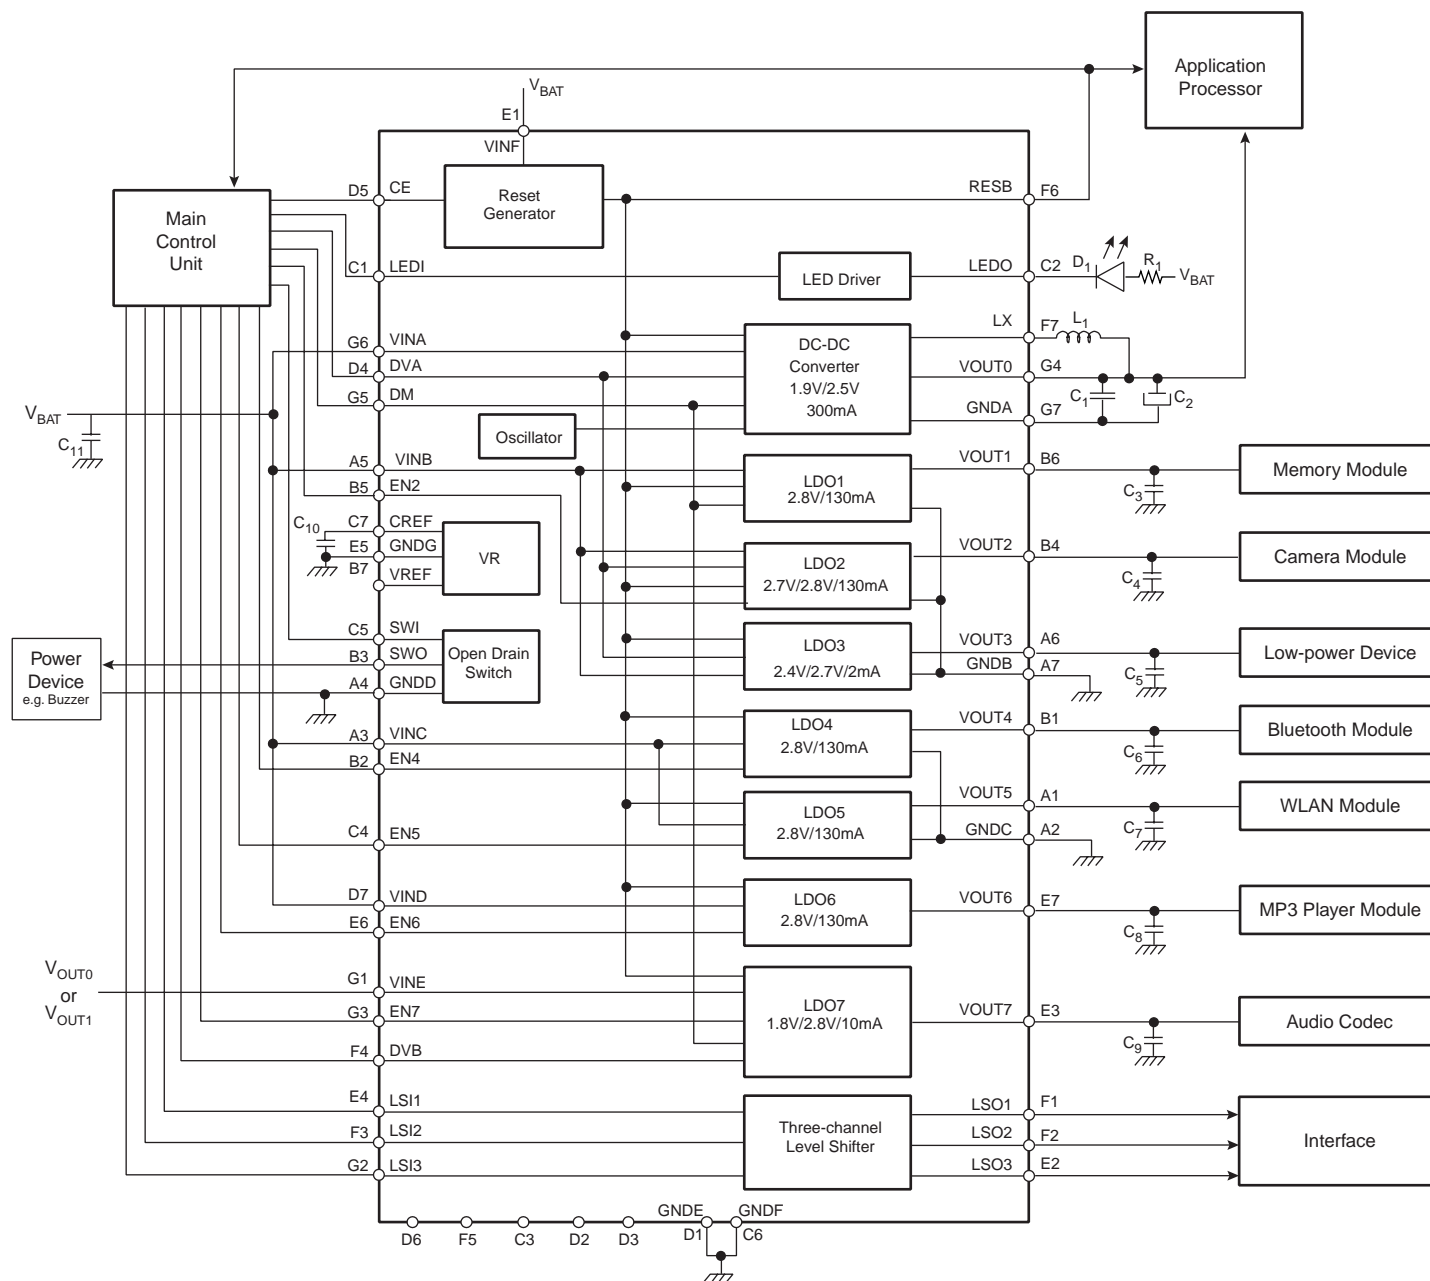 Application
Processor
V_BAT
E1
VINF
D5
CE
Reset
Generator
RESB
F6
Main
Control
Unit
C1
LEDI
LED Driver
LEDO
C2
D1
R1
V_BAT
LX
F7
L1
G6
VINA
DC-DC
Converter
1.9V/2.5V
300mA
D4
DVA
VOUT0
G4
G5
DM
C1
C2
V_BAT
GNDA
G7
C11
Oscillator
A5
VINB
LDO1
2.8V/130mA
VOUT1
B6
Memory Module
B5
EN2
C3
C10
C7
CREF
E5
GNDG
VR
B7
VREF
LDO2
2.7V/2.8V/130mA
VOUT2
B4
Camera Module
C4
C5
SWI
Open Drain
Switch
LDO3
2.4V/2.7V/2mA
VOUT3
A6
Low-power Device
Power
Device
e.g. Buzzer
B3
SWO
GNDB
A7
C5
A4
GNDD
A3
VINC
LDO4
2.8V/130mA
VOUT4
B1
Bluetooth Module
B2
EN4
C6
LDO5
2.8V/130mA
VOUT5
A1
WLAN Module
C4
EN5
GNDC
A2
C7
D7
VIND
LDO6
2.8V/130mA
VOUT6
E7
MP3 Player Module
E6
EN6
C8
V_OUT0
or
V_OUT1
G1
VINE
LDO7
1.8V/2.8V/10mA
G3
EN7
VOUT7
E3
Audio Codec
F4
DVB
C9
E4
LSI1
Three-channel
Level Shifter
LSO1
F1
Interface
F3
LSI2
LSO2
F2
G2
LSI3
LSO3
E2
GNDE
GNDF
D6
F5
C3
D2
D3
D1
C6